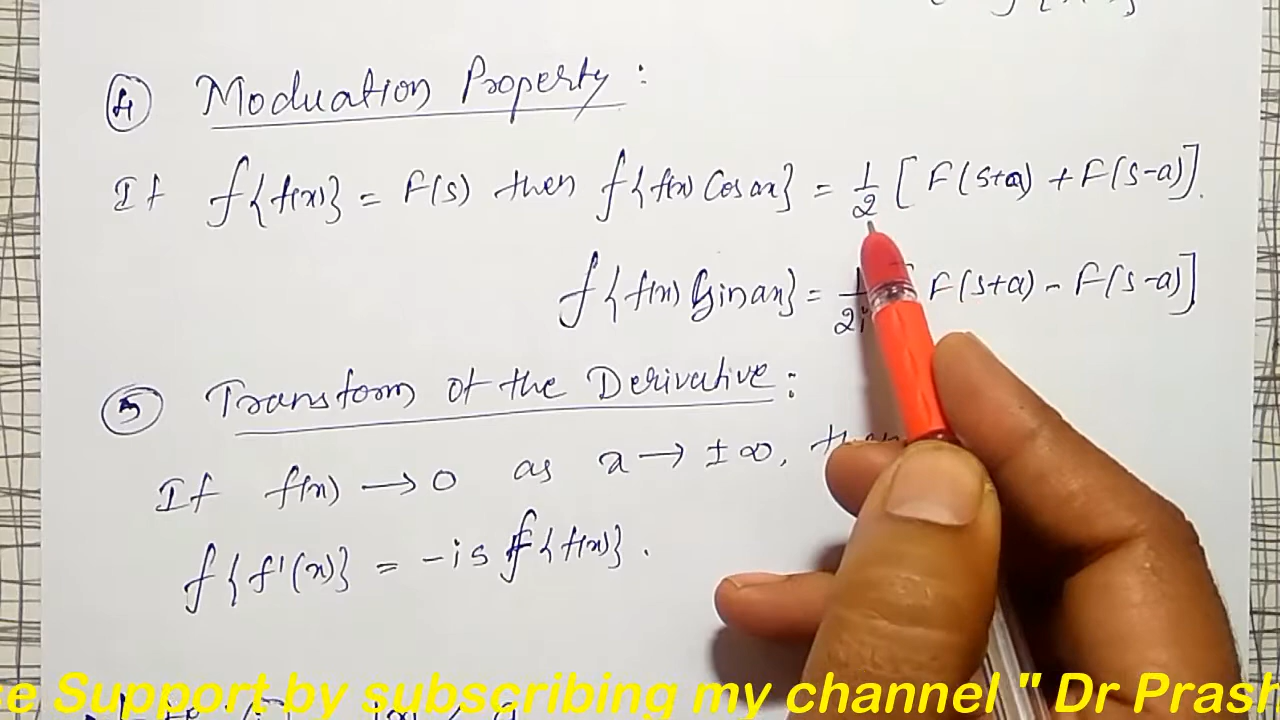 ④ Moduation Property :
If f{f(x)} = F(s) then f{f(x) Cos ax} = 1/2 [F(s+a) + F(s-a)].
f{f(x) Sin ax} = 1/2i [F(s+a) - F(s-a)]
⑤ Transform of the Derivative :
If f(x) → 0 as x → ± ∞, then
f{f'(x)} = -is f{f(x)}.
se Support by subscribing my channel " Dr Prash